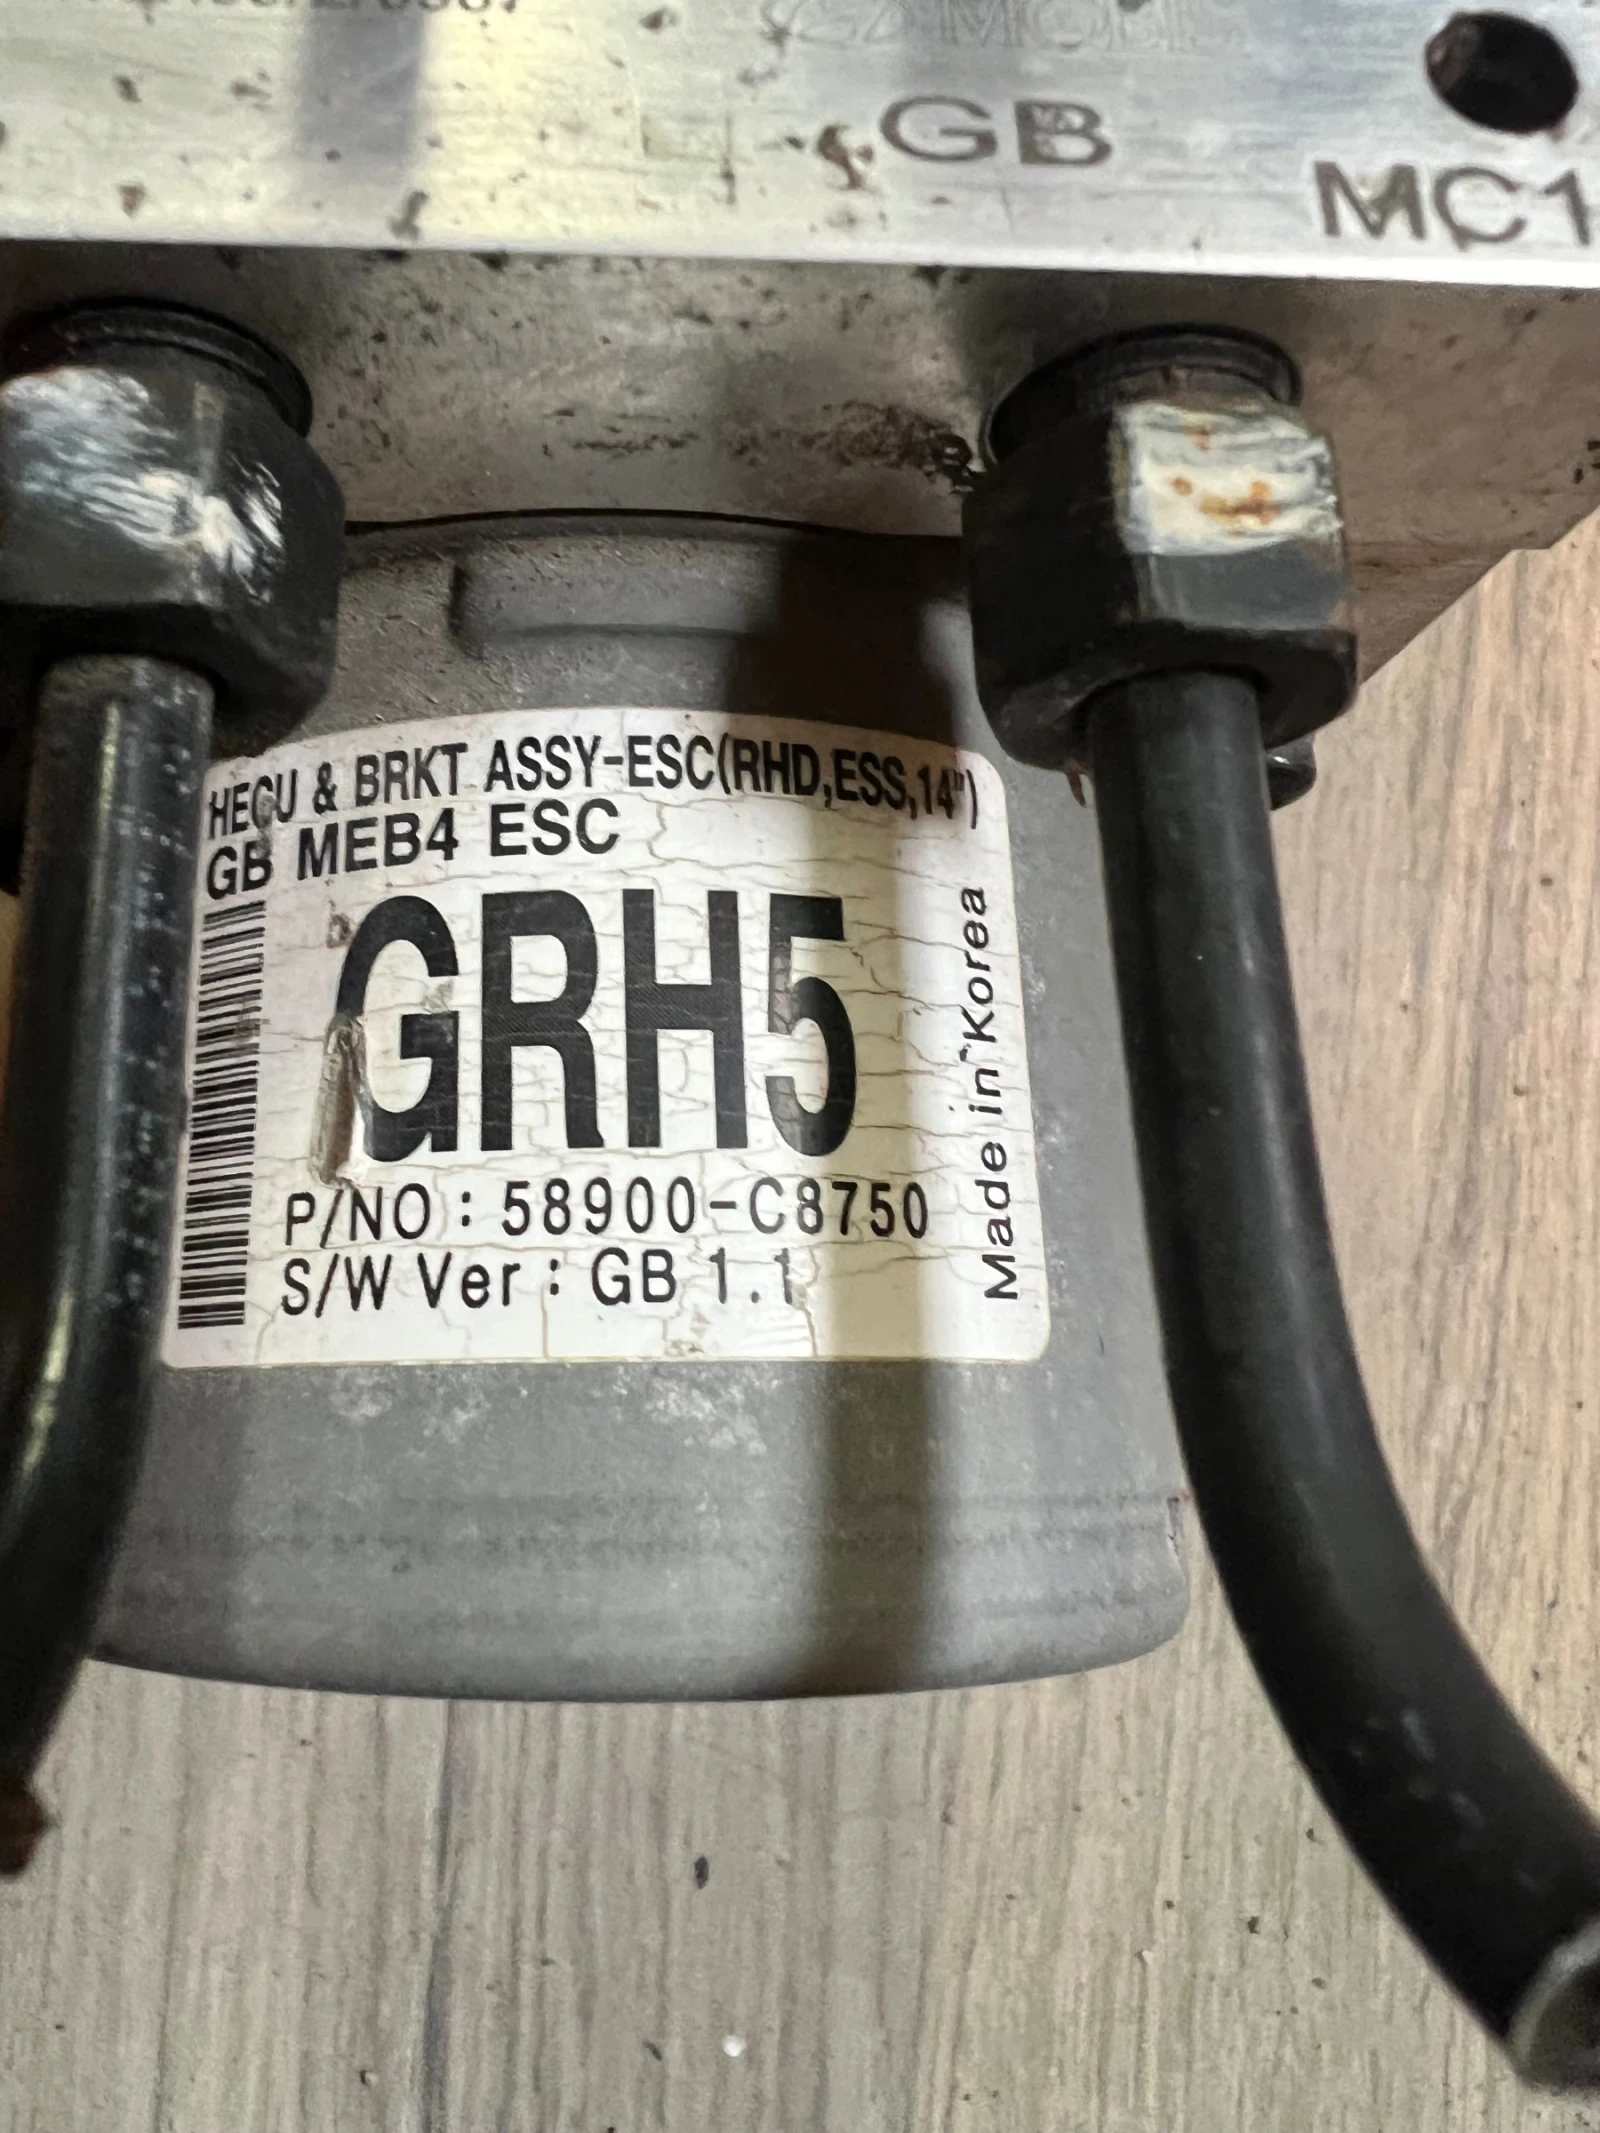 GB
MC1
HECU & BRKT ASSY-ESC(RHD,ESS,14")
GB MEB4 ESC
GRH5
P/NO : 58900-C8750
S/W Ver : GB 1.1
Made in Korea